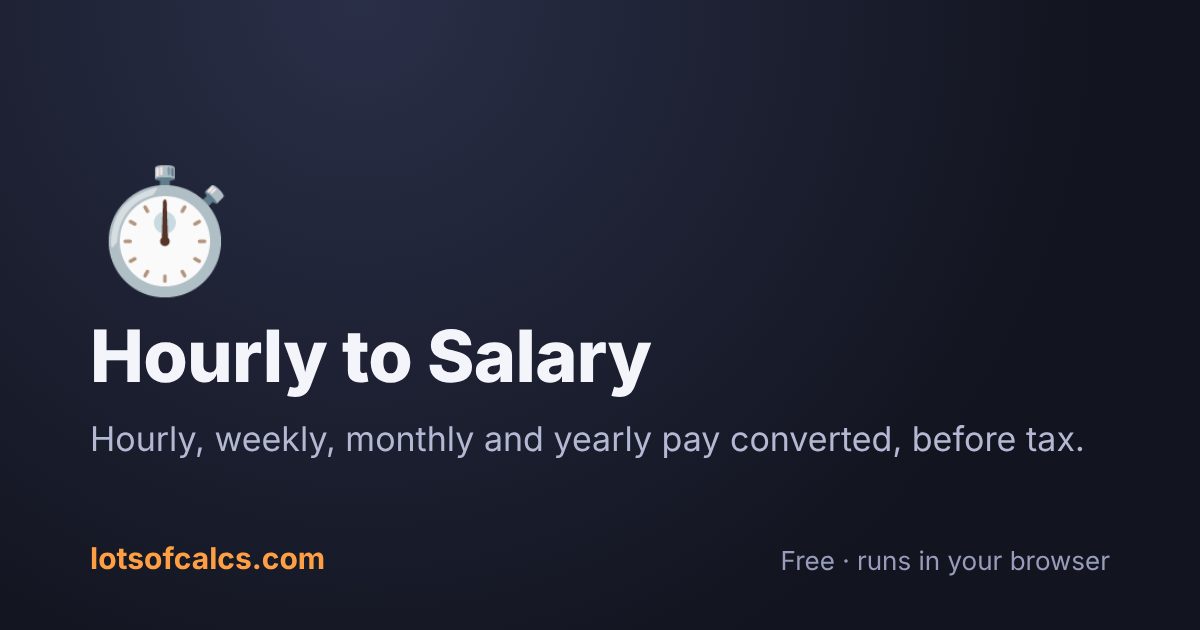 Hourly to Salary
Hourly, weekly, monthly and yearly pay converted, before tax.
lotsofcalcs.com
Free · runs in your browser